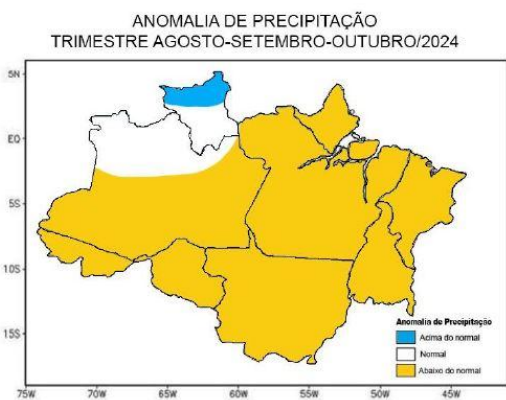 ANOMALIA DE PRECIPITAÇÃO
TRIMESTRE AGOSTO-SETEMBRO-OUTUBRO/2024
5N
EQ
5S
10S
15S
75W 70W 65W 60W 55W 50W 45W
Anomalia de Precipitação
Acima do normal
Normal
Abaixo do normal